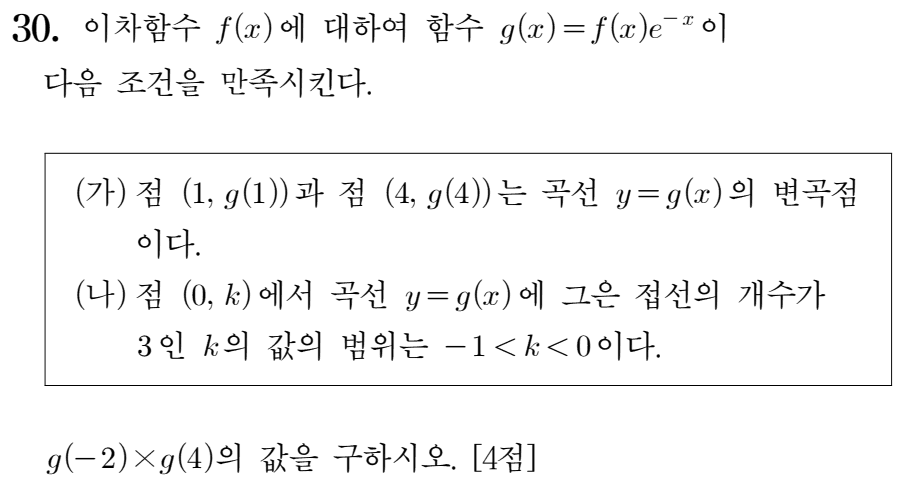 30. 이차함수 f(x)에 대하여 함수 g(x)=f(x)e^{-x}이
다음 조건을 만족시킨다.
(가) 점 (1, g(1))과 점 (4, g(4))는 곡선 y=g(x)의 변곡점
이다.
(나) 점 (0, k)에서 곡선 y=g(x)에 그은 접선의 개수가
3인 k의 값의 범위는 -1<k<0이다.
g(-2)×g(4)의 값을 구하시오. [4점]